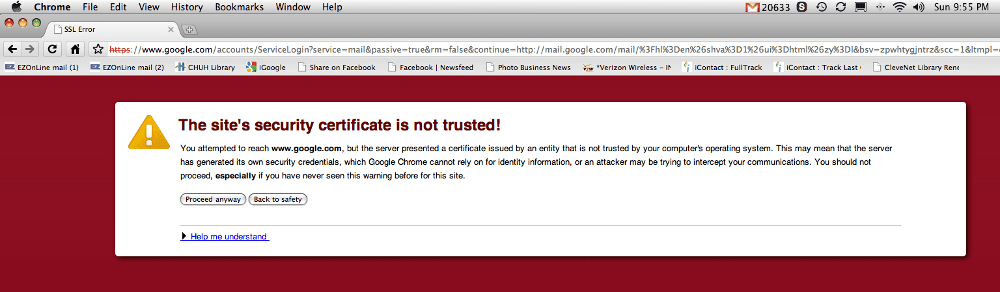 Chrome File Edit View History Bookmarks Window Help 20633 Sun 9:55 PM
SSL Error
https://www.google.com/accounts/ServiceLogin?service=mail&passive=true&rm=false&continue=http://mail.google.com/mail/%3Fhl%3Den%26shva%3D1%26ui%3Dhtml%26zy%3Dl&bsv=zpwhtygjntrz&scc=1&ltmpl=
EZOnLine mail (1) EZOnLine mail (2) CHUH Library iGoogle Share on Facebook Facebook | Newsfeed Photo Business News *Verizon Wireless – IN iContact : FullTrack iContact : Track Last CleveNet Library Rene
The site's security certificate is not trusted!
You attempted to reach www.google.com, but the server presented a certificate issued by an entity that is not trusted by your computer's operating system. This may mean that the server
has generated its own security credentials, which Google Chrome cannot rely on for identity information, or an attacker may be trying to intercept your communications. You should not
proceed, especially if you have never seen this warning before for this site.
Proceed anyway Back to safety
Help me understand